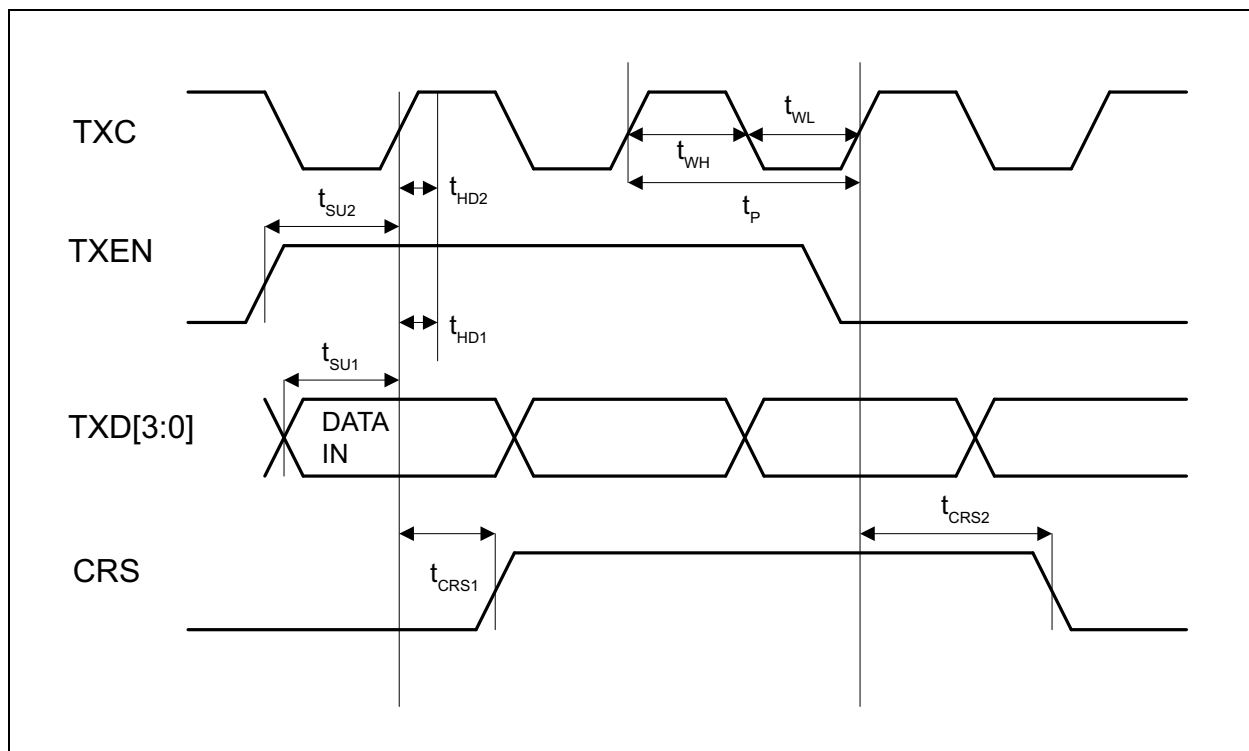 TXC
t_WH
t_WL
t_P
t_HD2
t_SU2
TXEN
t_HD1
t_SU1
TXD[3:0]
DATA
IN
t_CRS2
CRS
t_CRS1